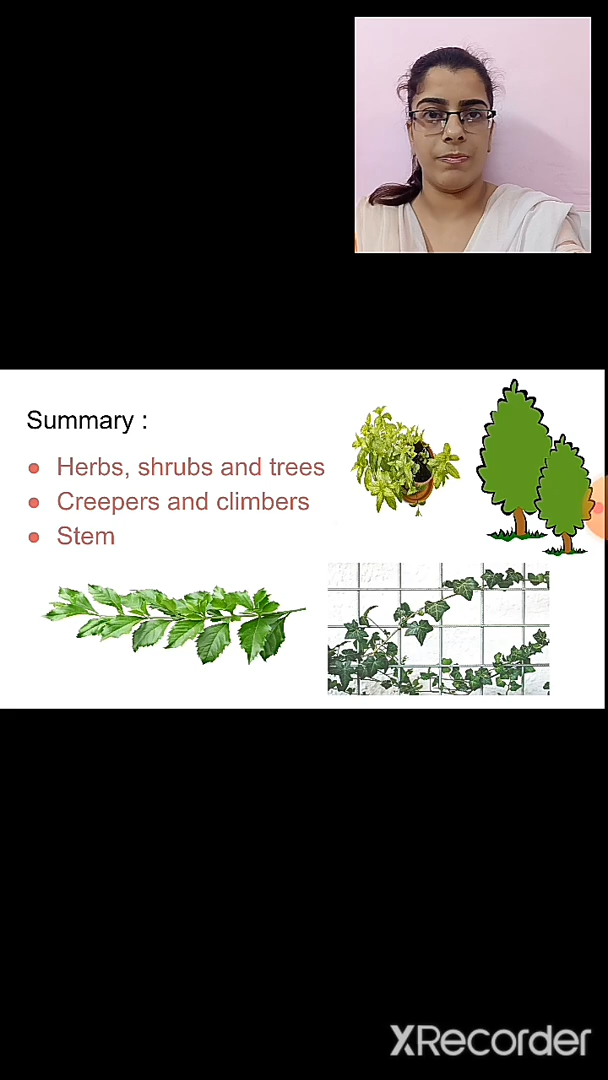 Summary :
● Herbs, shrubs and trees
● Creepers and climbers
● Stem
XRecorder